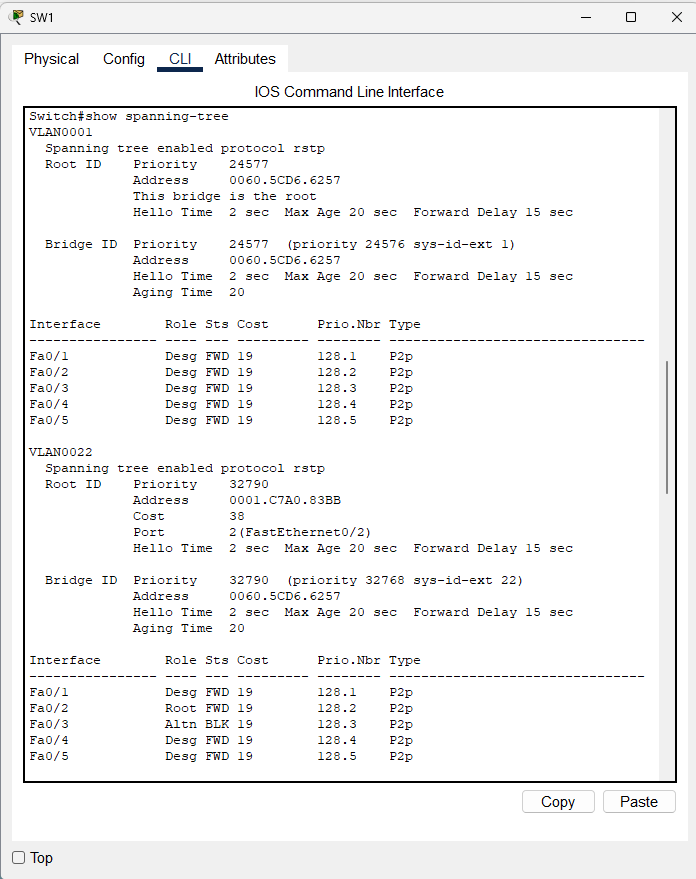 SW1
Physical Config CLI Attributes
IOS Command Line Interface
Switch#show spanning-tree
VLAN0001
  Spanning tree enabled protocol rstp
  Root ID    Priority    24577
             Address     0060.5CD6.6257
             This bridge is the root
             Hello Time  2 sec  Max Age 20 sec  Forward Delay 15 sec

  Bridge ID  Priority    24577  (priority 24576 sys-id-ext 1)
             Address     0060.5CD6.6257
             Hello Time  2 sec  Max Age 20 sec  Forward Delay 15 sec
             Aging Time  20

Interface        Role Sts Cost      Prio.Nbr Type
---------------- ---- --- --------- -------- --------------------------------
Fa0/1            Desg FWD 19        128.1    P2p
Fa0/2            Desg FWD 19        128.2    P2p
Fa0/3            Desg FWD 19        128.3    P2p
Fa0/4            Desg FWD 19        128.4    P2p
Fa0/5            Desg FWD 19        128.5    P2p

VLAN0022
  Spanning tree enabled protocol rstp
  Root ID    Priority    32790
             Address     0001.C7A0.83BB
             Cost        38
             Port        2(FastEthernet0/2)
             Hello Time  2 sec  Max Age 20 sec  Forward Delay 15 sec

  Bridge ID  Priority    32790  (priority 32768 sys-id-ext 22)
             Address     0060.5CD6.6257
             Hello Time  2 sec  Max Age 20 sec  Forward Delay 15 sec
             Aging Time  20

Interface        Role Sts Cost      Prio.Nbr Type
---------------- ---- --- --------- -------- --------------------------------
Fa0/1            Desg FWD 19        128.1    P2p
Fa0/2            Root FWD 19        128.2    P2p
Fa0/3            Altn BLK 19        128.3    P2p
Fa0/4            Desg FWD 19        128.4    P2p
Fa0/5            Desg FWD 19        128.5    P2p
Copy Paste
Top